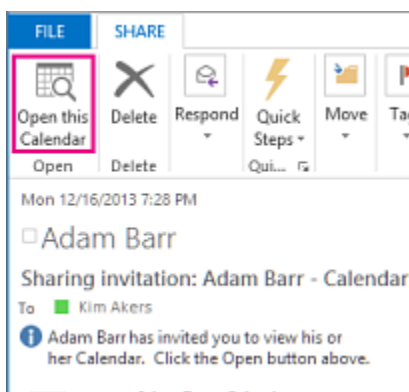 FILE SHARE
Open this Calendar
Delete
Respond
Quick Steps
Move
Open
Delete
Qui...
Mon 12/16/2013 7:28 PM
Adam Barr
Sharing invitation: Adam Barr - Calendar
To Kim Akers
Adam Barr has invited you to view his or
her Calendar. Click the Open button above.